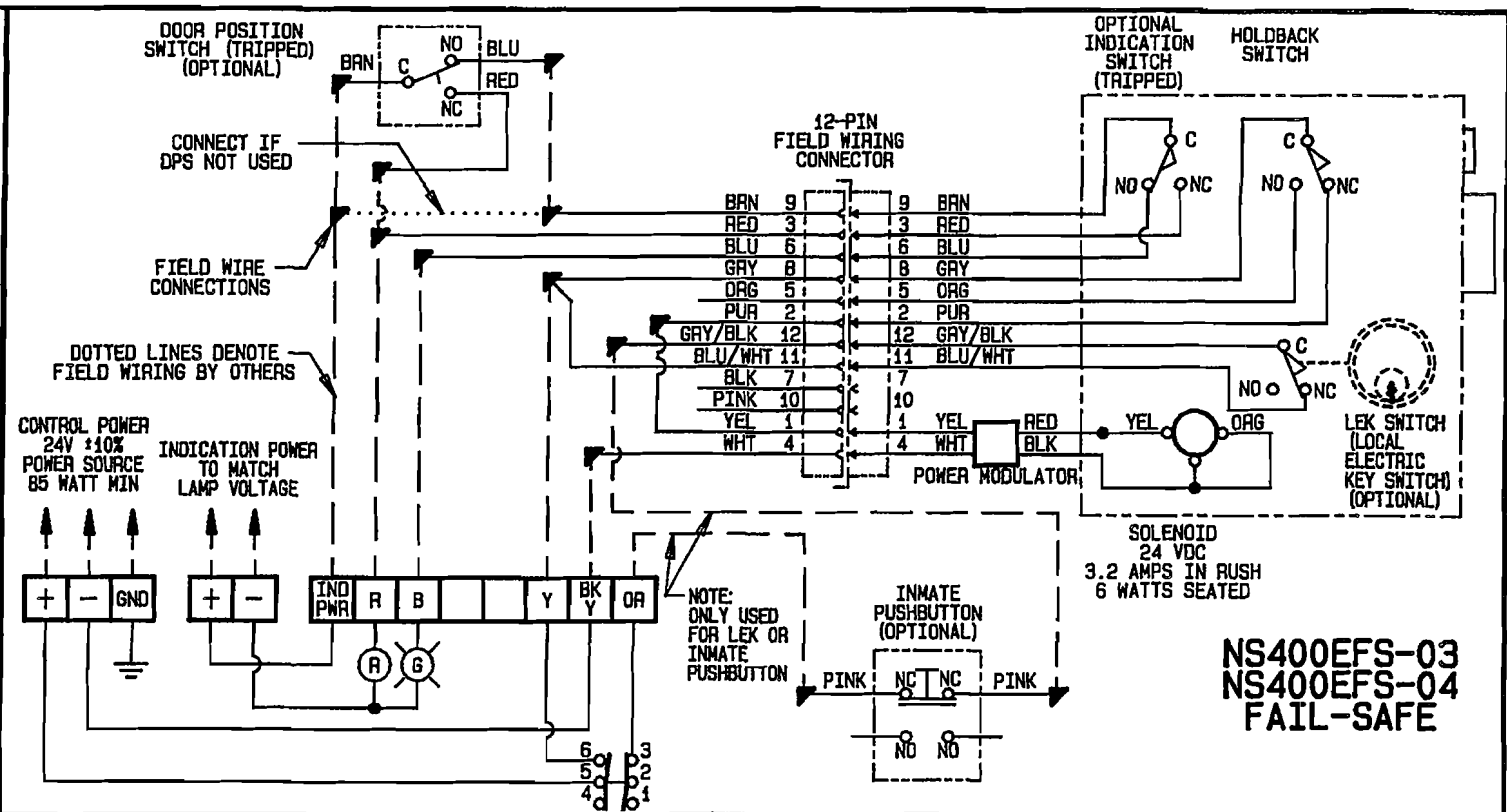 DOOR POSITION
SWITCH (TRIPPED)
(OPTIONAL)
BRN
C
NO
BLU
RED
NC
OPTIONAL
INDICATION
SWITCH
(TRIPPED)
HOLDBACK
SWITCH
CONNECT IF
DPS NOT USED
12-PIN
FIELD WIRING
CONNECTOR
C
NO
NC
C
NO
NC
BRN 9 9 BRN
RED 3 3 RED
BLU 6 6 BLU
GRY 8 8 GRY
ORG 5 5 ORG
PUR 2 2 PUR
GRY/BLK 12 12 GRY/BLK
BLU/WHT 11 11 BLU/WHT
BLK 7 7
PINK 10 10
YEL 1 1 YEL RED
WHT 4 4 WHT BLK
FIELD WIRE
CONNECTIONS
DOTTED LINES DENOTE
FIELD WIRING BY OTHERS
C
NO
NC
LEK SWITCH
(LOCAL
ELECTRIC
KEY SWITCH)
(OPTIONAL)
YEL
ORG
POWER MODULATOR
SOLENOID
24 VDC
3.2 AMPS IN RUSH
6 WATTS SEATED
CONTROL POWER
24V ±10%
POWER SOURCE
85 WATT MIN
INDICATION POWER
TO MATCH
LAMP VOLTAGE
+ - GND
+ -
IND PWR
R
B
Y
BK Y
OR
R
G
NOTE:
ONLY USED
FOR LEK OR
INMATE
PUSHBUTTON
INMATE
PUSHBUTTON
(OPTIONAL)
PINK
NC NC
PINK
NO NO
6 3
5 2
4 1
NS400EFS-03
NS400EFS-04
FAIL-SAFE